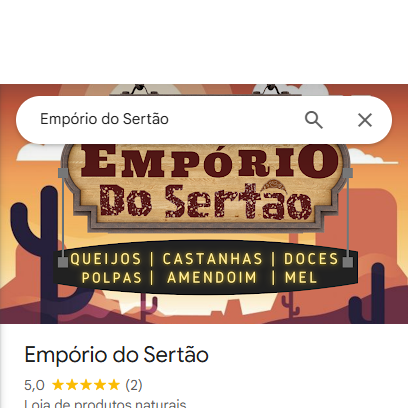 Empório do Sertão
EMPÓRIO
DO SERTÃO
QUEIJOS | CASTANHAS | DOCES
POLPAS | AMENDOIM | MEL
Empório do Sertão
5,0 ★★★★★ (2)
Loja de produtos naturais